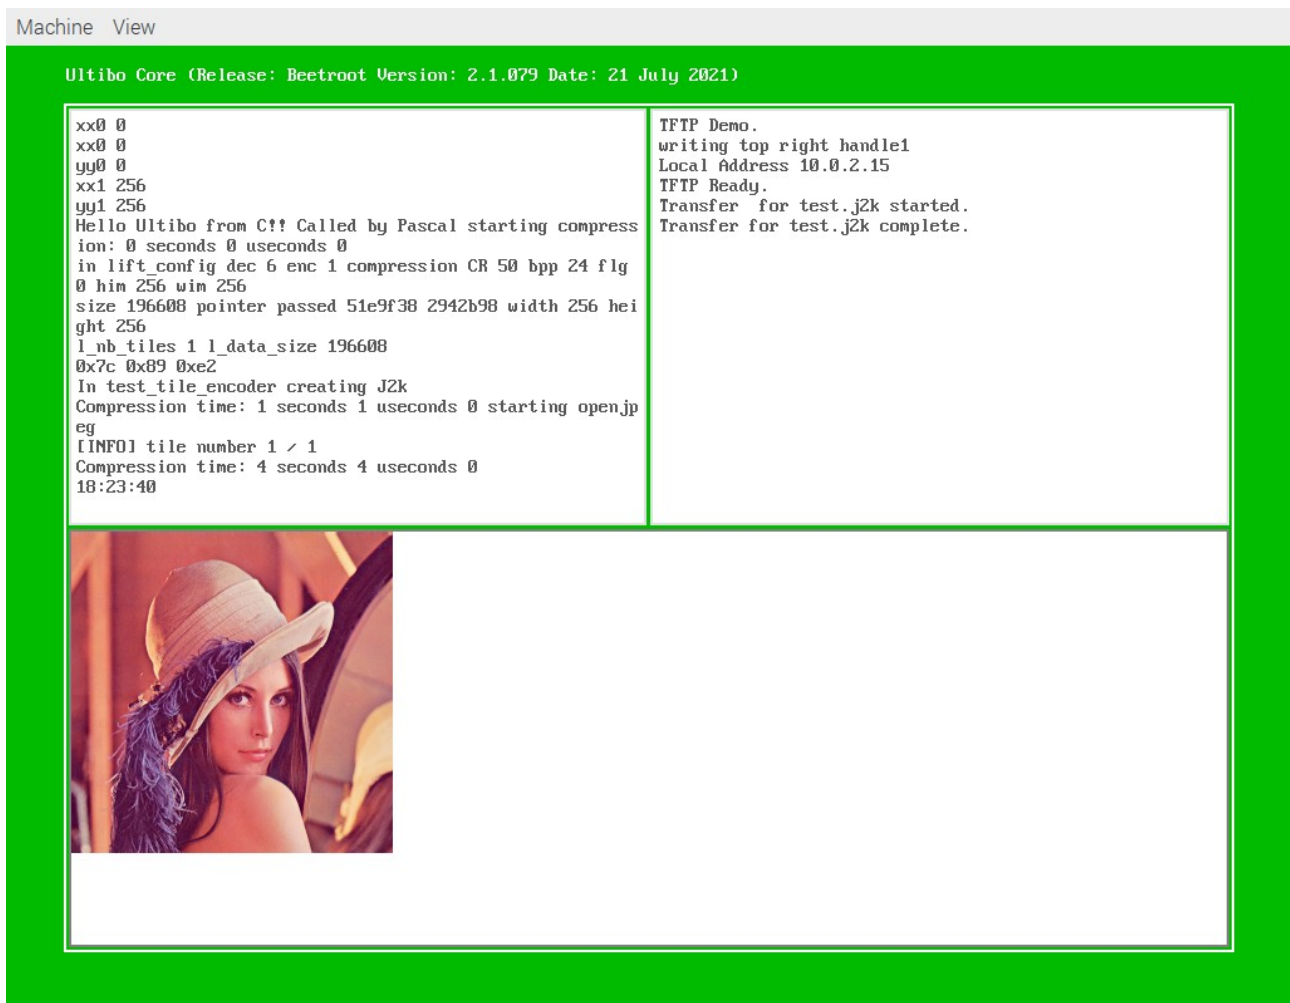 Machine View
Ultibo Core (Release: Beetroot Version: 2.1.079 Date: 21 July 2021)
xx0 0
xx0 0
yy0 0
xx1 256
yy1 256
Hello Ultibo from C!! Called by Pascal starting compress
ion: 0 seconds 0 useconds 0
in lift_config dec 6 enc 1 compression CR 50 bpp 24 flg
0 him 256 wim 256
size 196608 pointer passed 51e9f38 2942b98 width 256 hei
ght 256
l_nb_tiles 1 l_data_size 196608
0x7c 0x89 0xe2
In test_tile_encoder creating J2k
Compression time: 1 seconds 1 useconds 0 starting openjp
eg
[INFO] tile number 1 / 1
Compression time: 4 seconds 4 useconds 0
18:23:40
TFTP Demo.
writing top right handle1
Local Address 10.0.2.15
TFTP Ready.
Transfer  for test.j2k started.
Transfer for test.j2k complete.